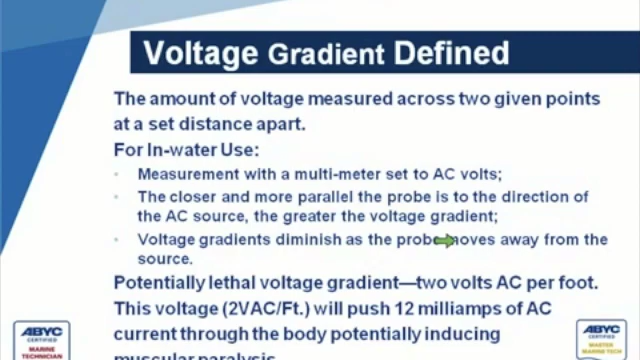 Voltage Gradient Defined
The amount of voltage measured across two given points
at a set distance apart.
For In-water Use:
• Measurement with a multi-meter set to AC volts;
• The closer and more parallel the probe is to the direction of
the AC source, the greater the voltage gradient;
• Voltage gradients diminish as the probe moves away from the
source.
Potentially lethal voltage gradient—two volts AC per foot.
This voltage (2VAC/Ft.) will push 12 milliamps of AC
current through the body potentially inducing
muscular paralysis.
ABYC
CERTIFIED
MARINE
TECHNICIAN
ABYC
CERTIFIED
MASTER
MARINE TECH